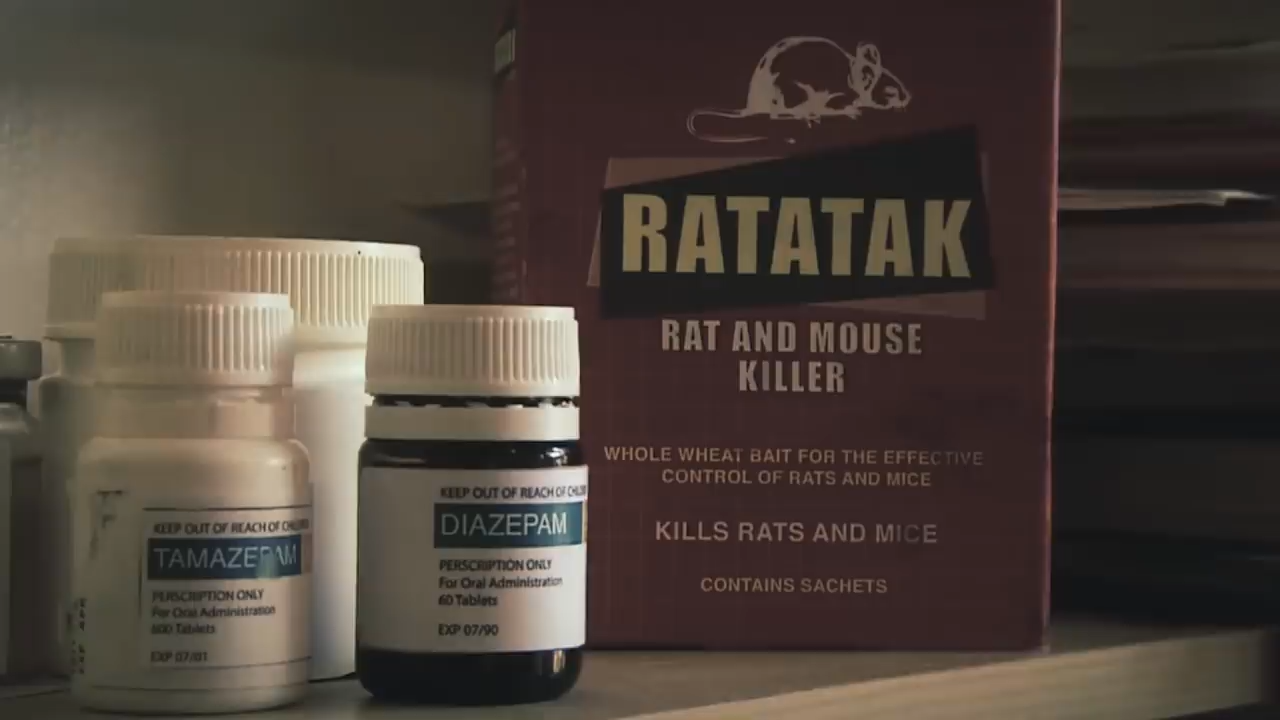 KEEP OUT OF REACH OF
TAMAZEPAM
PERSCRIPTION ONLY
For Oral Administration
600 Tablets
EXP 07/81
KEEP OUT OF REACH OF
DIAZEPAM
PERSCRIPTION ONLY
For Oral Administration
60 Tablets
EXP 07/90
RATATAK
RAT AND MOUSE
KILLER
WHOLE WHEAT BAIT FOR THE EFFECTIVE
CONTROL OF RATS AND MICE
KILLS RATS AND MICE
CONTAINS SACHETS